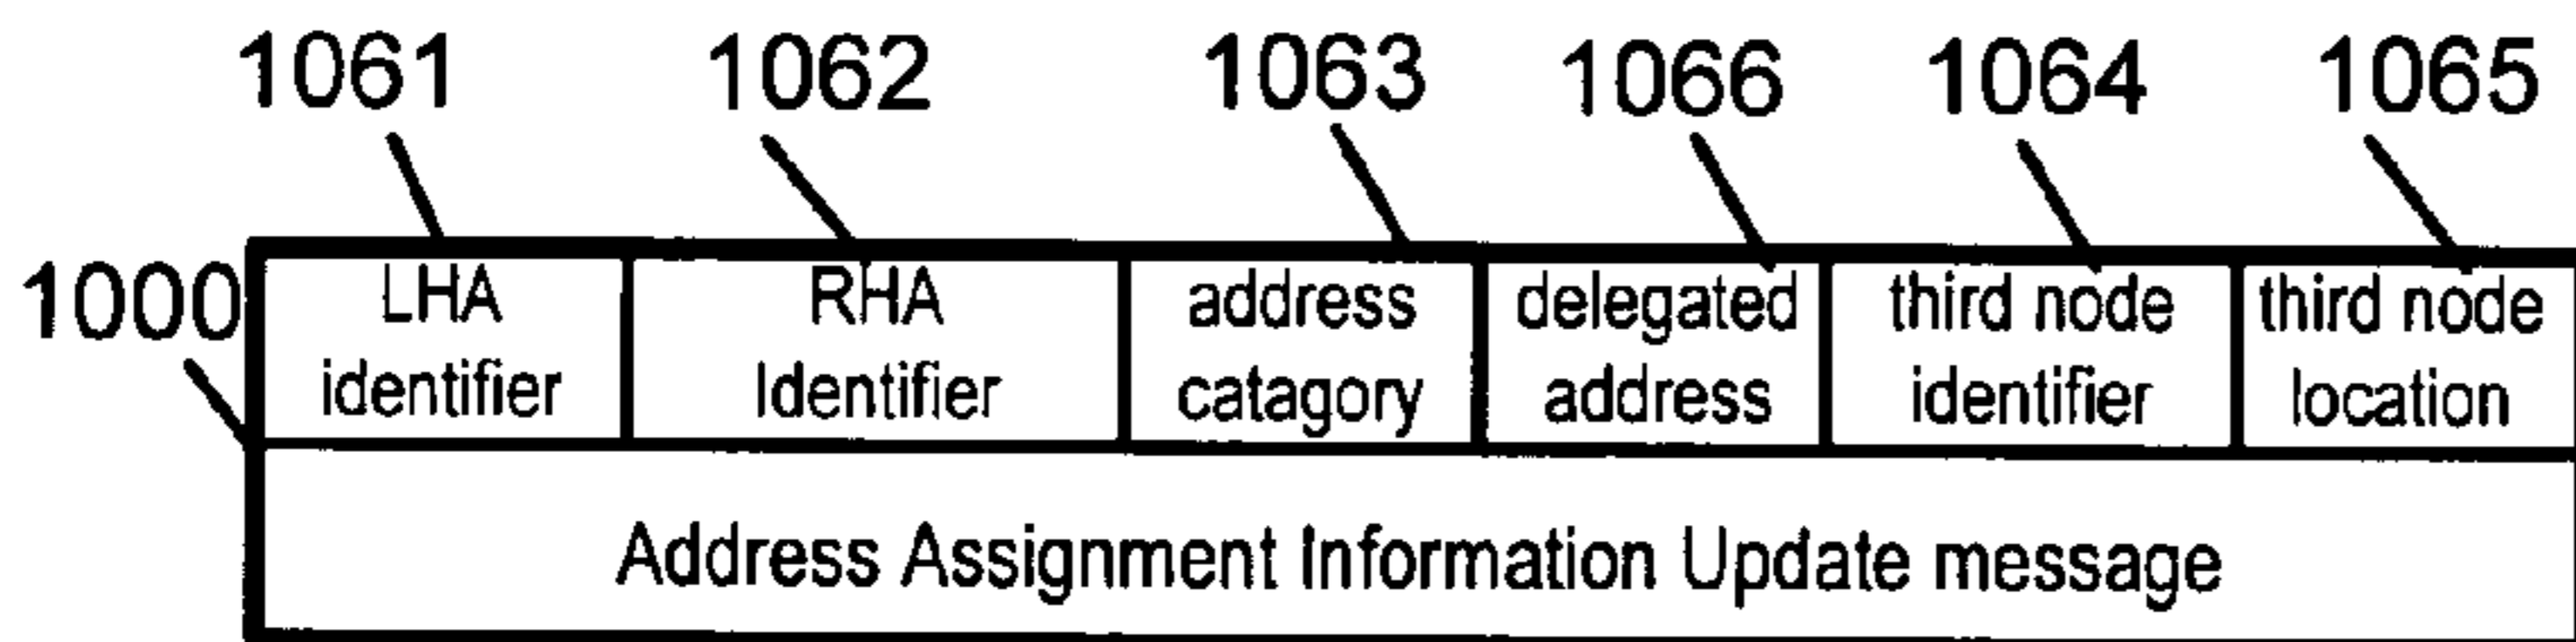 1061 1062 1063 1066 1064 1065
1000
LHA identifier
RHA Identifier
address catagory
delegated address
third node identifier
third node location
Address Assignment Information Update message